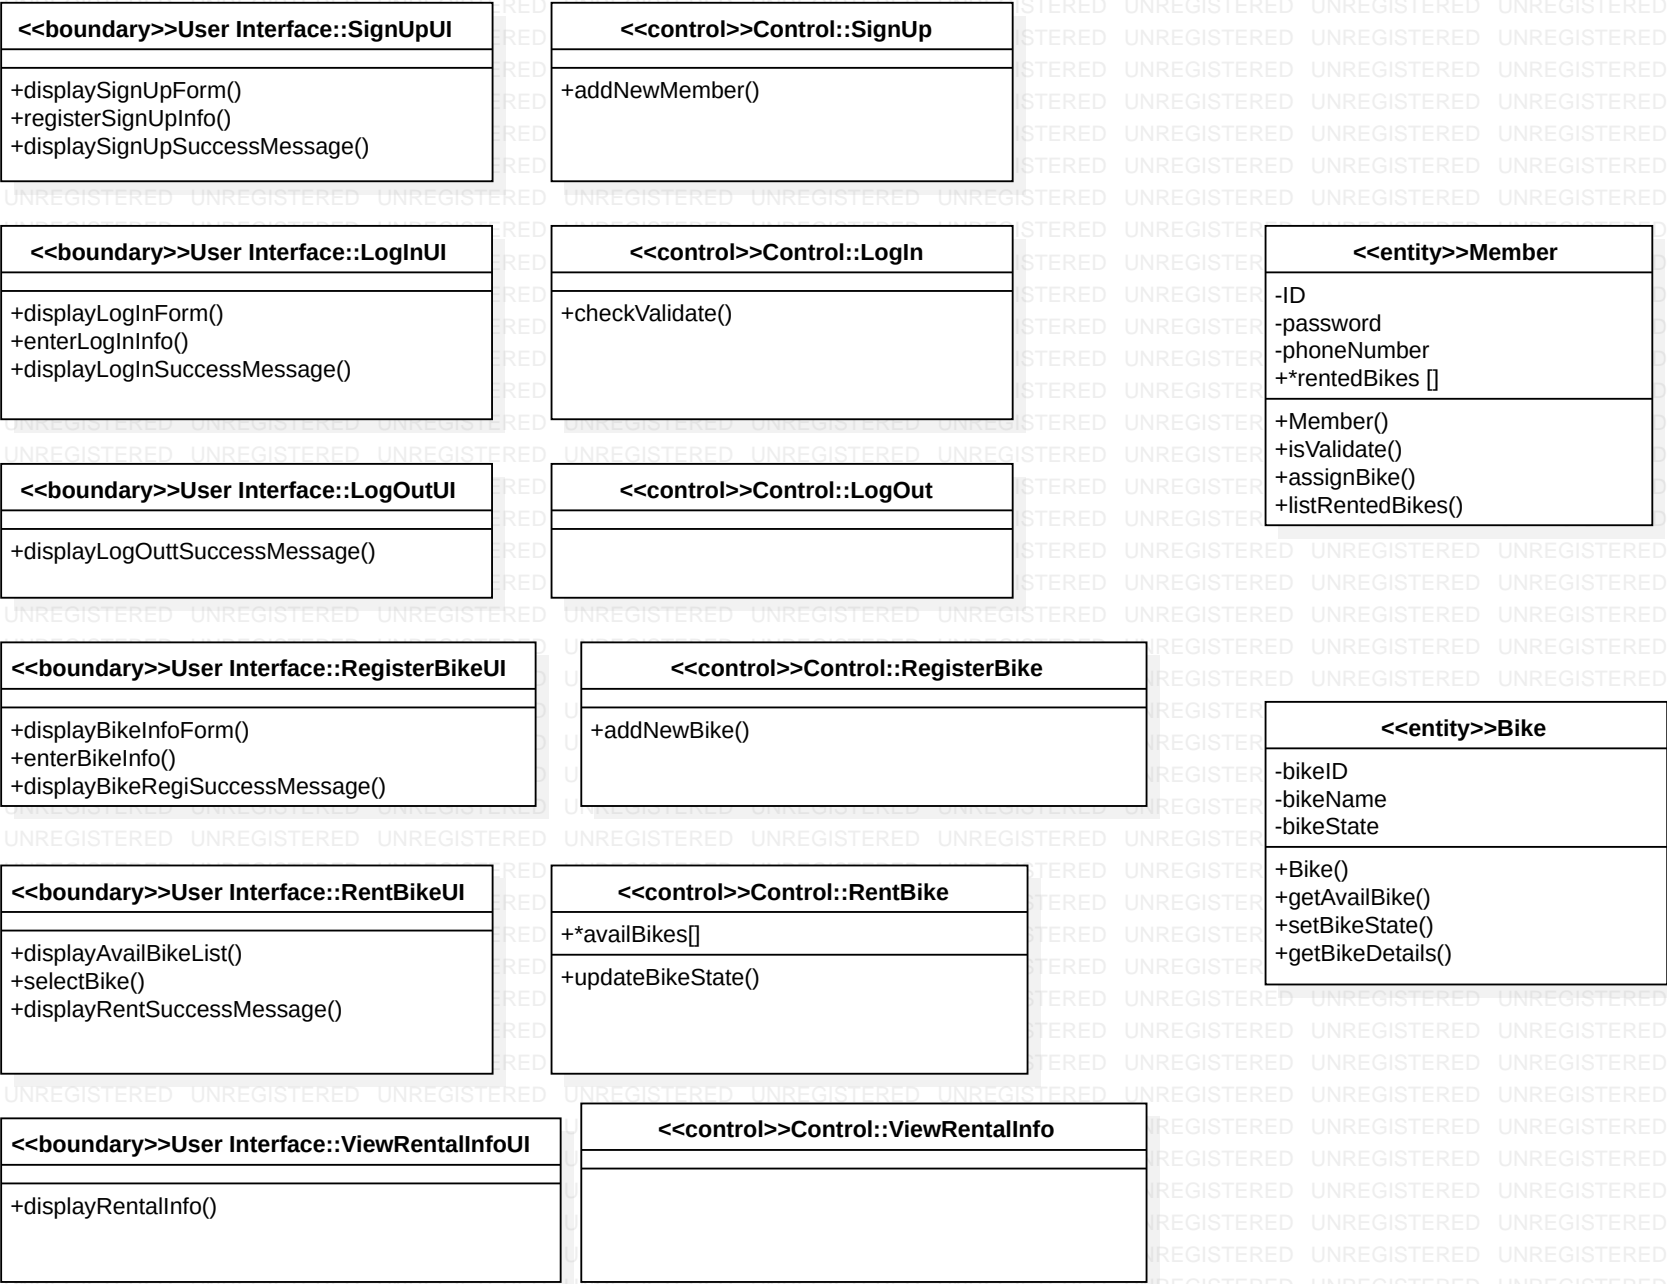 <<boundary>>User Interface::SignUpUI
+displaySignUpForm()
+registerSignUpInfo()
+displaySignUpSuccessMessage()
<<control>>Control::SignUp
+addNewMember()
<<boundary>>User Interface::LogInUI
+displayLogInForm()
+enterLogInInfo()
+displayLogInSuccessMessage()
<<control>>Control::LogIn
+checkValidate()
<<entity>>Member
-ID
-password
-phoneNumber
+*rentedBikes []
+Member()
+isValidate()
+assignBike()
+listRentedBikes()
<<boundary>>User Interface::LogOutUI
+displayLogOuttSuccessMessage()
<<control>>Control::LogOut
<<boundary>>User Interface::RegisterBikeUI
+displayBikeInfoForm()
+enterBikeInfo()
+displayBikeRegiSuccessMessage()
<<control>>Control::RegisterBike
+addNewBike()
<<entity>>Bike
-bikeID
-bikeName
-bikeState
+Bike()
+getAvailBike()
+setBikeState()
+getBikeDetails()
<<boundary>>User Interface::RentBikeUI
+displayAvailBikeList()
+selectBike()
+displayRentSuccessMessage()
<<control>>Control::RentBike
+*availBikes[]
+updateBikeState()
<<boundary>>User Interface::ViewRentalInfoUI
+displayRentalInfo()
<<control>>Control::ViewRentalInfo
UNREGISTERED